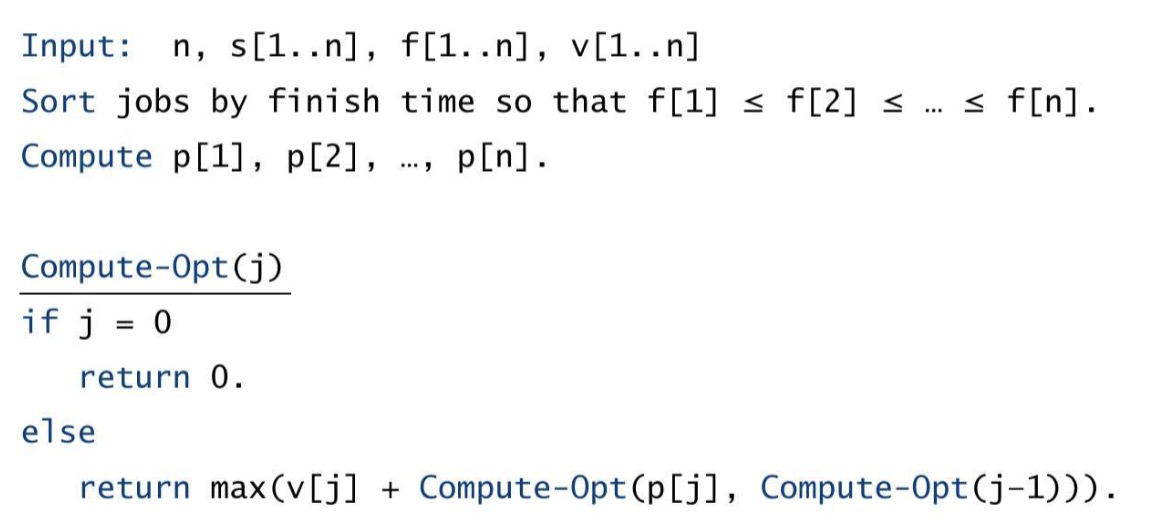 Input: n, s[1..n], f[1..n], v[1..n]
Sort jobs by finish time so that f[1] ≤ f[2] ≤ … ≤ f[n].
Compute p[1], p[2], …, p[n].
Compute-Opt(j)
if j = 0
return 0.
else
return max(v[j] + Compute-Opt(p[j], Compute-Opt(j-1))).